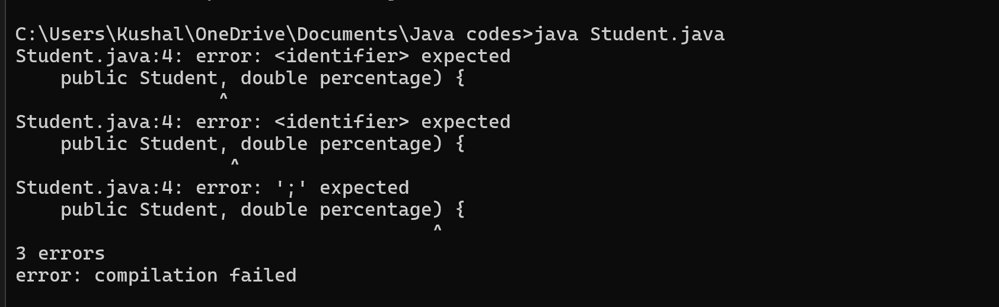 C:\Users\Kushal\OneDrive\Documents\Java codes>java Student.java
Student.java:4: error: <identifier> expected
    public Student, double percentage) {
                  ^
Student.java:4: error: <identifier> expected
    public Student, double percentage) {
                   ^
Student.java:4: error: ';' expected
    public Student, double percentage) {
                                     ^
3 errors
error: compilation failed